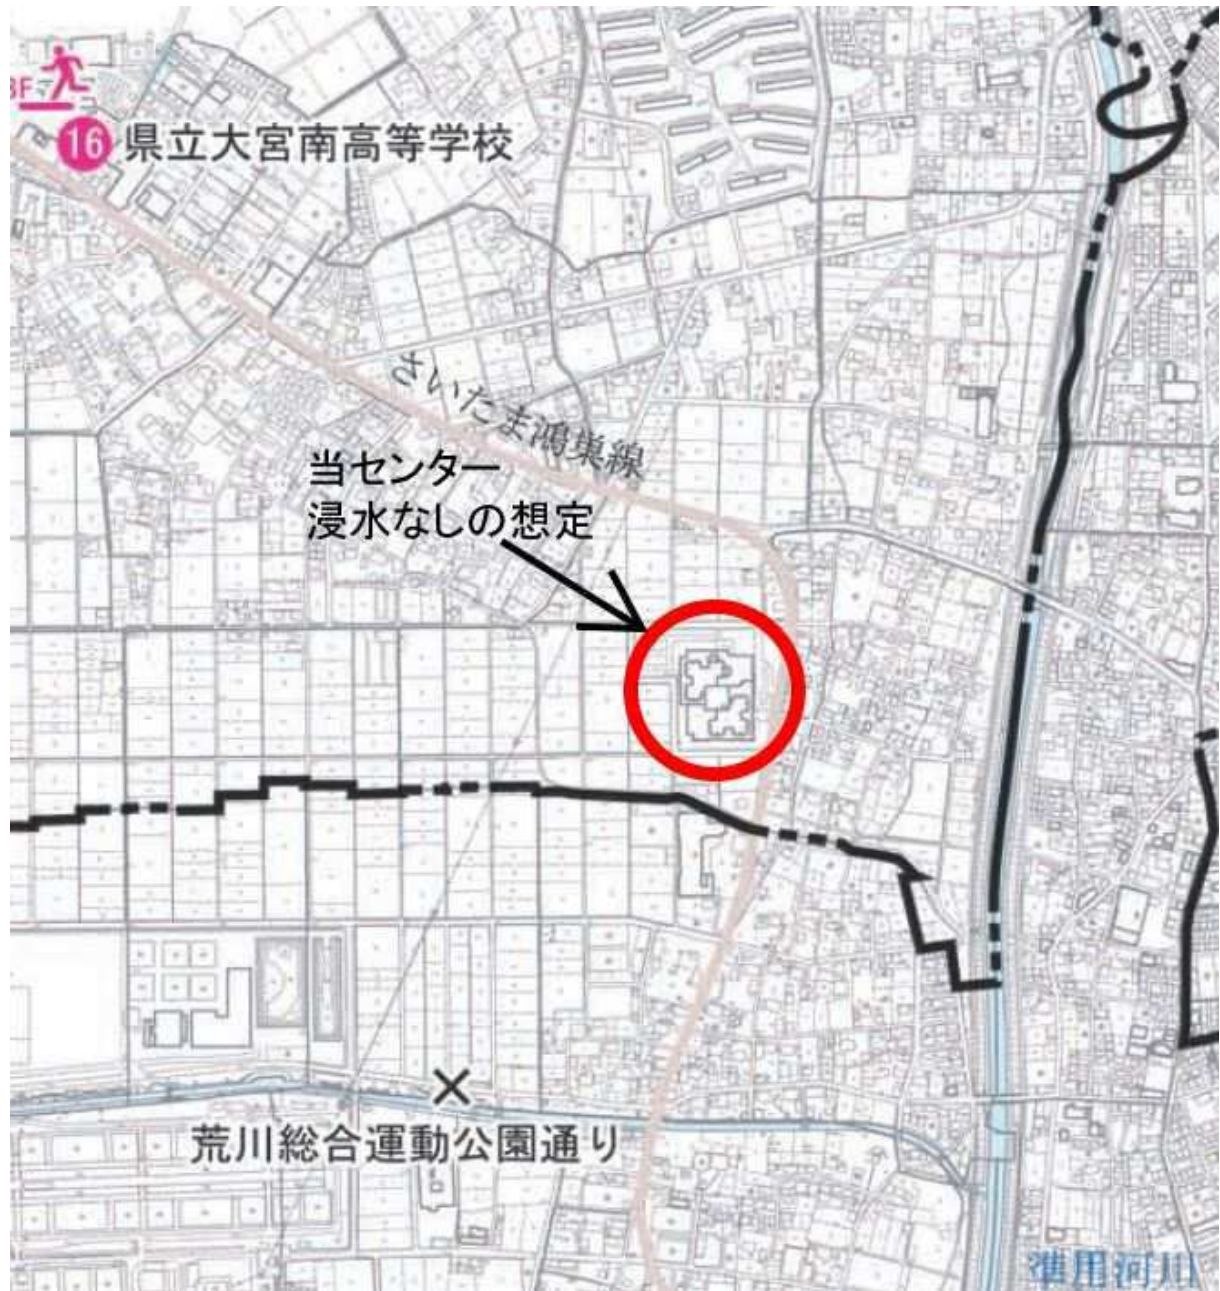 3F
16 県立大宮南高等学校
さいたま鴻巣線
当センター
浸水なしの想定
荒川総合運動公園通り
準用河川